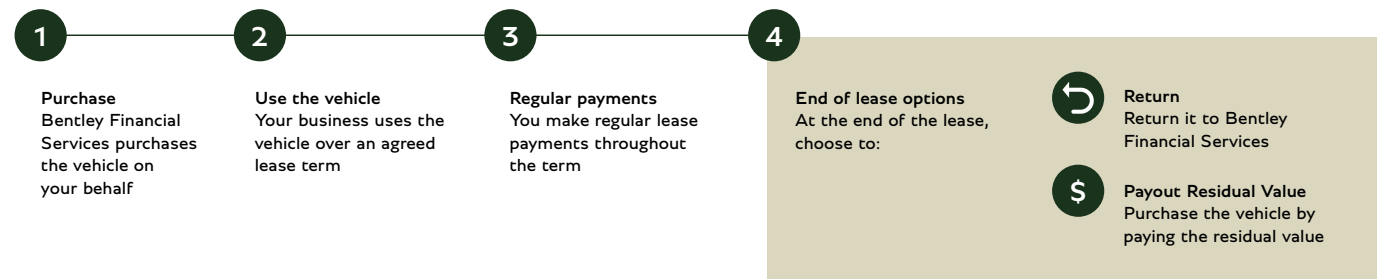 1
Purchase
Bentley Financial
Services purchases
the vehicle on
your behalf
2
Use the vehicle
Your business uses the
vehicle over an agreed
lease term
3
Regular payments
You make regular lease
payments throughout
the term
4
End of lease options
At the end of the lease,
choose to:
Return
Return it to Bentley
Financial Services
$
Payout Residual Value
Purchase the vehicle by
paying the residual value